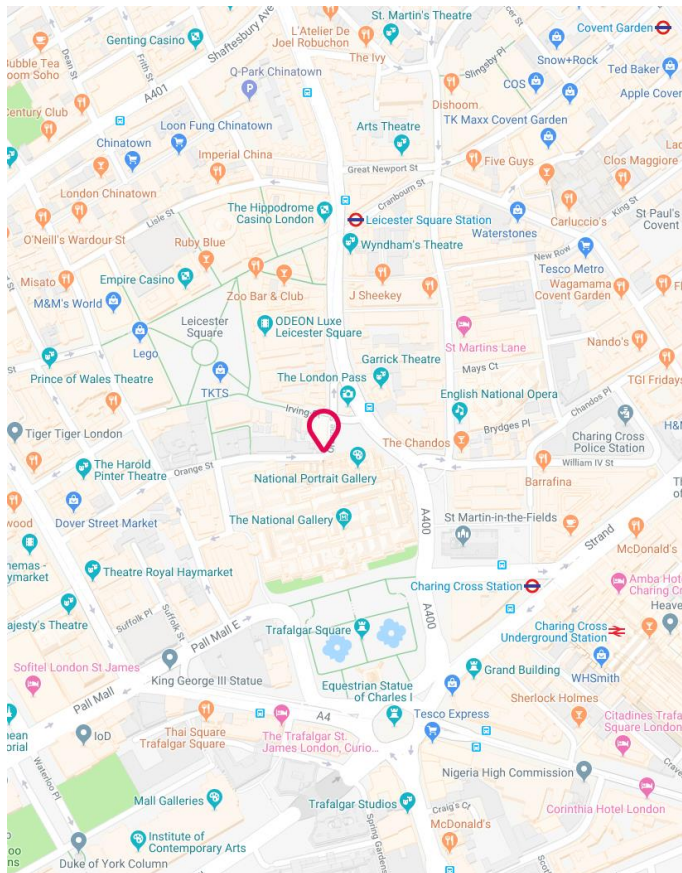 St. Martin's Theatre
Covent Garden
Genting Casino
Shaftesbury Ave
L'Atelier De
Joel Robuchon
The Ivy
Slingsby Pl
Snow+Rock
Ted Baker
Dean St
Frith St
Bubble Tea
oom Soho
Q-Park Chinatown
COS
Apple Cover
A401
Dishoom
TK Maxx Covent Garden
entury Club
Loon Fung Chinatown
Arts Theatre
Chinatown
Imperial China
Five Guys
Clos Maggiore
Great Newport St
London Chinatown
Cranbourn St
King St
Lisle St
The Hippodrome
Casino London
Leicester Square Station
Carluccio's
St Paul's
Covent
O'Neill's Wardour St
Ruby Blue
Wyndham's Theatre
Waterstones
New Row
Tesco Metro
Misato
Empire Casino
Zoo Bar & Club
J Sheekey
Wagamama
Covent Garden
M&M's World
Leicester
Square
ODEON Luxe
Leicester Square
St Martins Lane
Nando's
Lego
Garrick Theatre
Mays Ct
Prince of Wales Theatre
TKTS
The London Pass
TGI Fridays
English National Opera
Chandos Pl
Irving
Brydges Pl
H&M
Tiger Tiger London
The Chandos
Charing Cross
Police Station
The Harold
Pinter Theatre
Orange St
William IV St
National Portrait Gallery
Barrafina
wood
Dover Street Market
The National Gallery
A400
St Martin-in-the-Fields
Strand
McDonald's
nemas -
ymarket
Theatre Royal Haymarket
Charing Cross Station
Amba Hot
Charing Cr
ajesty's Theatre
Suffolk Pl
Suffolk St
Pall Mall E
Trafalgar Square
A400
Charing Cross
Underground Station
Heave
Sofitel London St James
King George III Statue
Equestrian Statue
of Charles I
Grand Building
WHSmith
Pall Mall
A4
Tesco Express
Sherlock Holmes
IoD
Thai Square
Trafalgar Square
The Trafalgar St.
James London, Curio...
Citadines Trafa
Square London
nean
orial
Waterloo Pl
Nigeria High Commission
Craver
Mall Galleries
Trafalgar Studios
Craig's Ct
Corinthia Hotel London
Spring Gardens
McDonald's
Institute of
Contemporary Arts
Duke of York Column
Scot